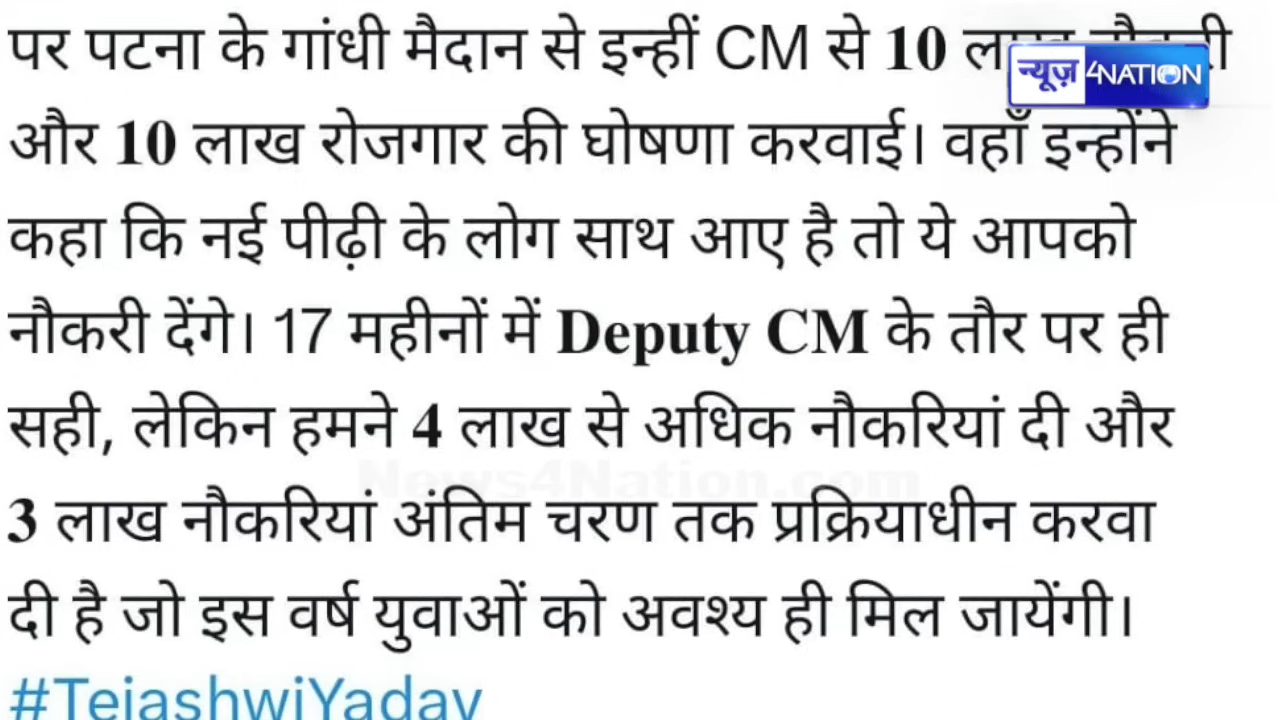 पर पटना के गांधी मैदान से इन्हीं CM से 10
न्यूज़ 4NATION
और 10 लाख रोजगार की घोषणा करवाई। वहाँ इन्होंने
कहा कि नई पीढ़ी के लोग साथ आए है तो ये आपको
नौकरी देंगे। 17 महीनों में Deputy CM के तौर पर ही
सही, लेकिन हमने 4 लाख से अधिक नौकरियां दी और
News4Nation.com
3 लाख नौकरियां अंतिम चरण तक प्रक्रियाधीन करवा
दी है जो इस वर्ष युवाओं को अवश्य ही मिल जायेंगी।
#TejashwiYadav